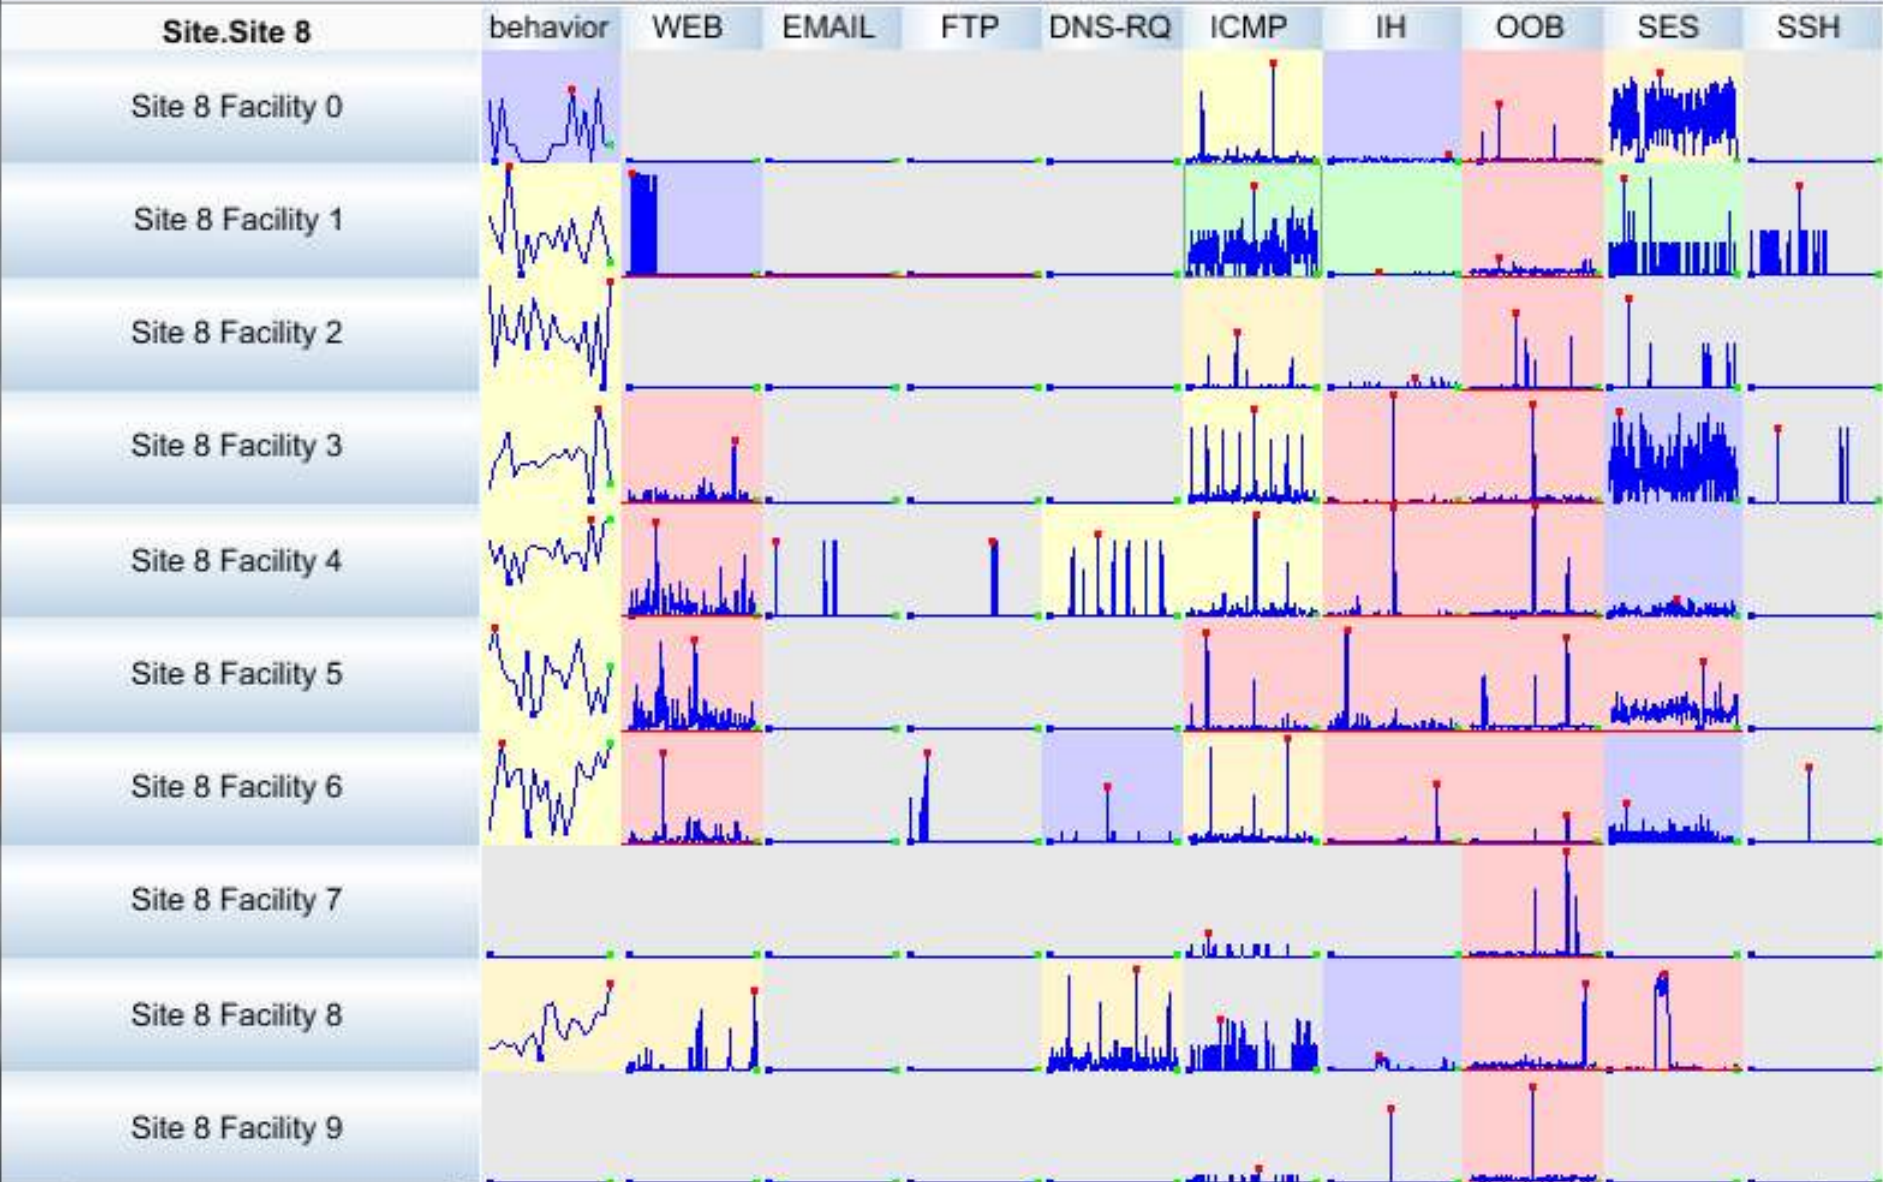 Site.Site 8 behavior WEB EMAIL FTP DNS-RQ ICMP IH OOB SES SSH
Site 8 Facility 0
Site 8 Facility 1
Site 8 Facility 2
Site 8 Facility 3
Site 8 Facility 4
Site 8 Facility 5
Site 8 Facility 6
Site 8 Facility 7
Site 8 Facility 8
Site 8 Facility 9